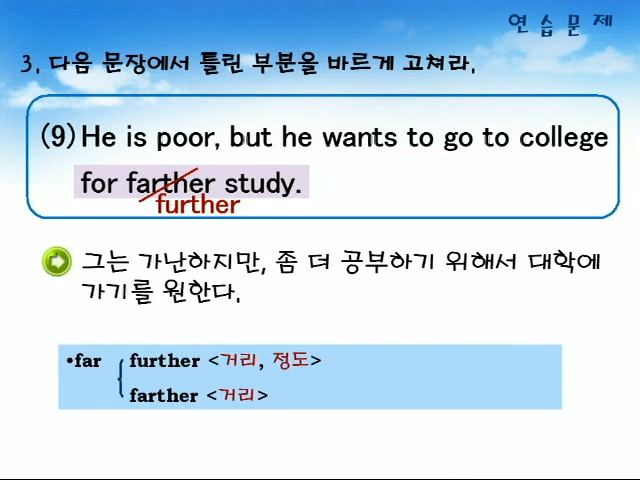 연습문제
3. 다음 문장에서 틀린 부분을 바르게 고쳐라.
(9) He is poor, but he wants to go to college
for farther study.
further
그는 가난하지만, 좀 더 공부하기 위해서 대학에
가기를 원한다.
•far further <거리, 정도>
farther <거리>